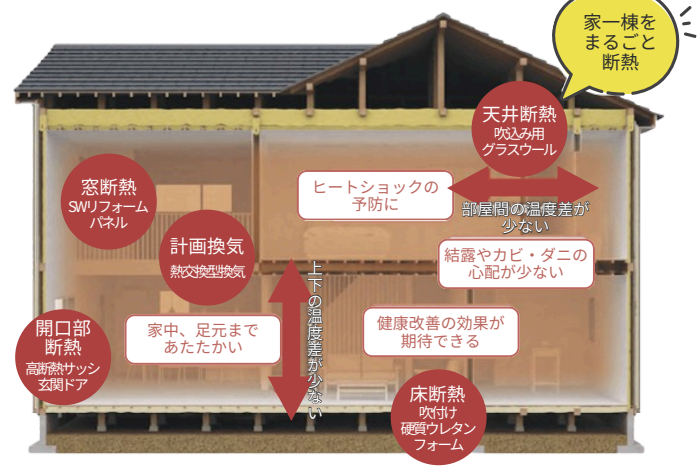 家一棟を
まるごと
断熱
天井断熱
吹込み用
グラスウール
窓断熱
SWリフォーム
パネル
ヒートショックの
予防に
部屋間の温度差が
少ない
計画換気
熱交換型換気
結露やカビ・ダニの
心配が少ない
上下の温度差が少ない
開口部
断熱
高断熱サッシ
玄関ドア
家中、足元まで
あたたかい
健康改善の効果が
期待できる
床断熱
吹付け
硬質ウレタン
フォーム